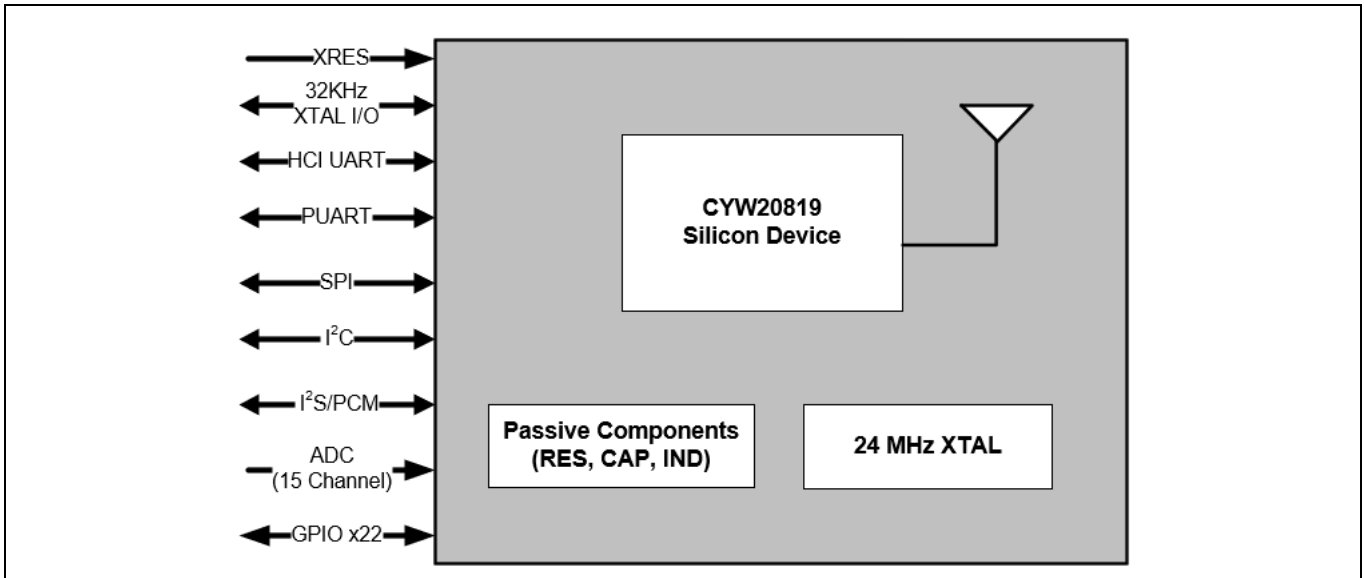 XRES
32KHz
XTAL I/O
HCI UART
PUART
SPI
I²C
I²S/PCM
ADC
(15 Channel)
GPIO x22
CYW20819
Silicon Device
Passive Components
(RES, CAP, IND)
24 MHz XTAL